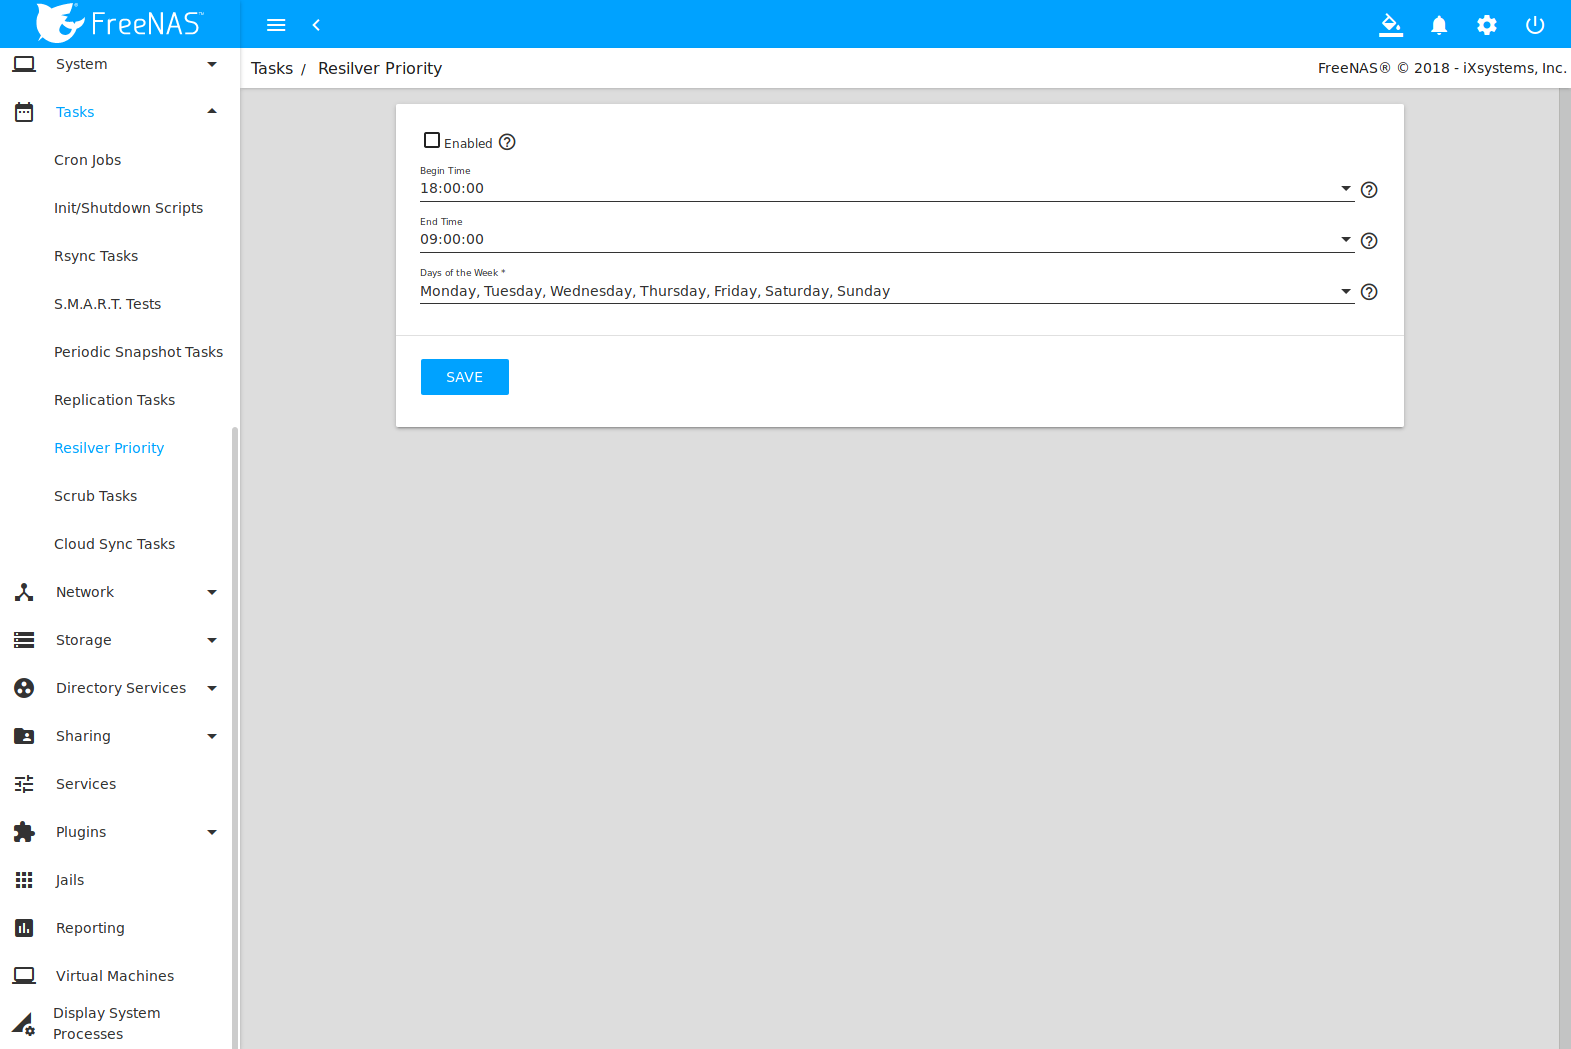 FreeNAS™
System
Tasks / Resilver Priority
FreeNAS® © 2018 - iXsystems, Inc.
Tasks
Cron Jobs
Init/Shutdown Scripts
Rsync Tasks
S.M.A.R.T. Tests
Periodic Snapshot Tasks
Replication Tasks
Resilver Priority
Scrub Tasks
Cloud Sync Tasks
Network
Storage
Directory Services
Sharing
Services
Plugins
Jails
Reporting
Virtual Machines
Display System
Processes
Enabled
Begin Time
18:00:00
End Time
09:00:00
Days of the Week *
Monday, Tuesday, Wednesday, Thursday, Friday, Saturday, Sunday
SAVE